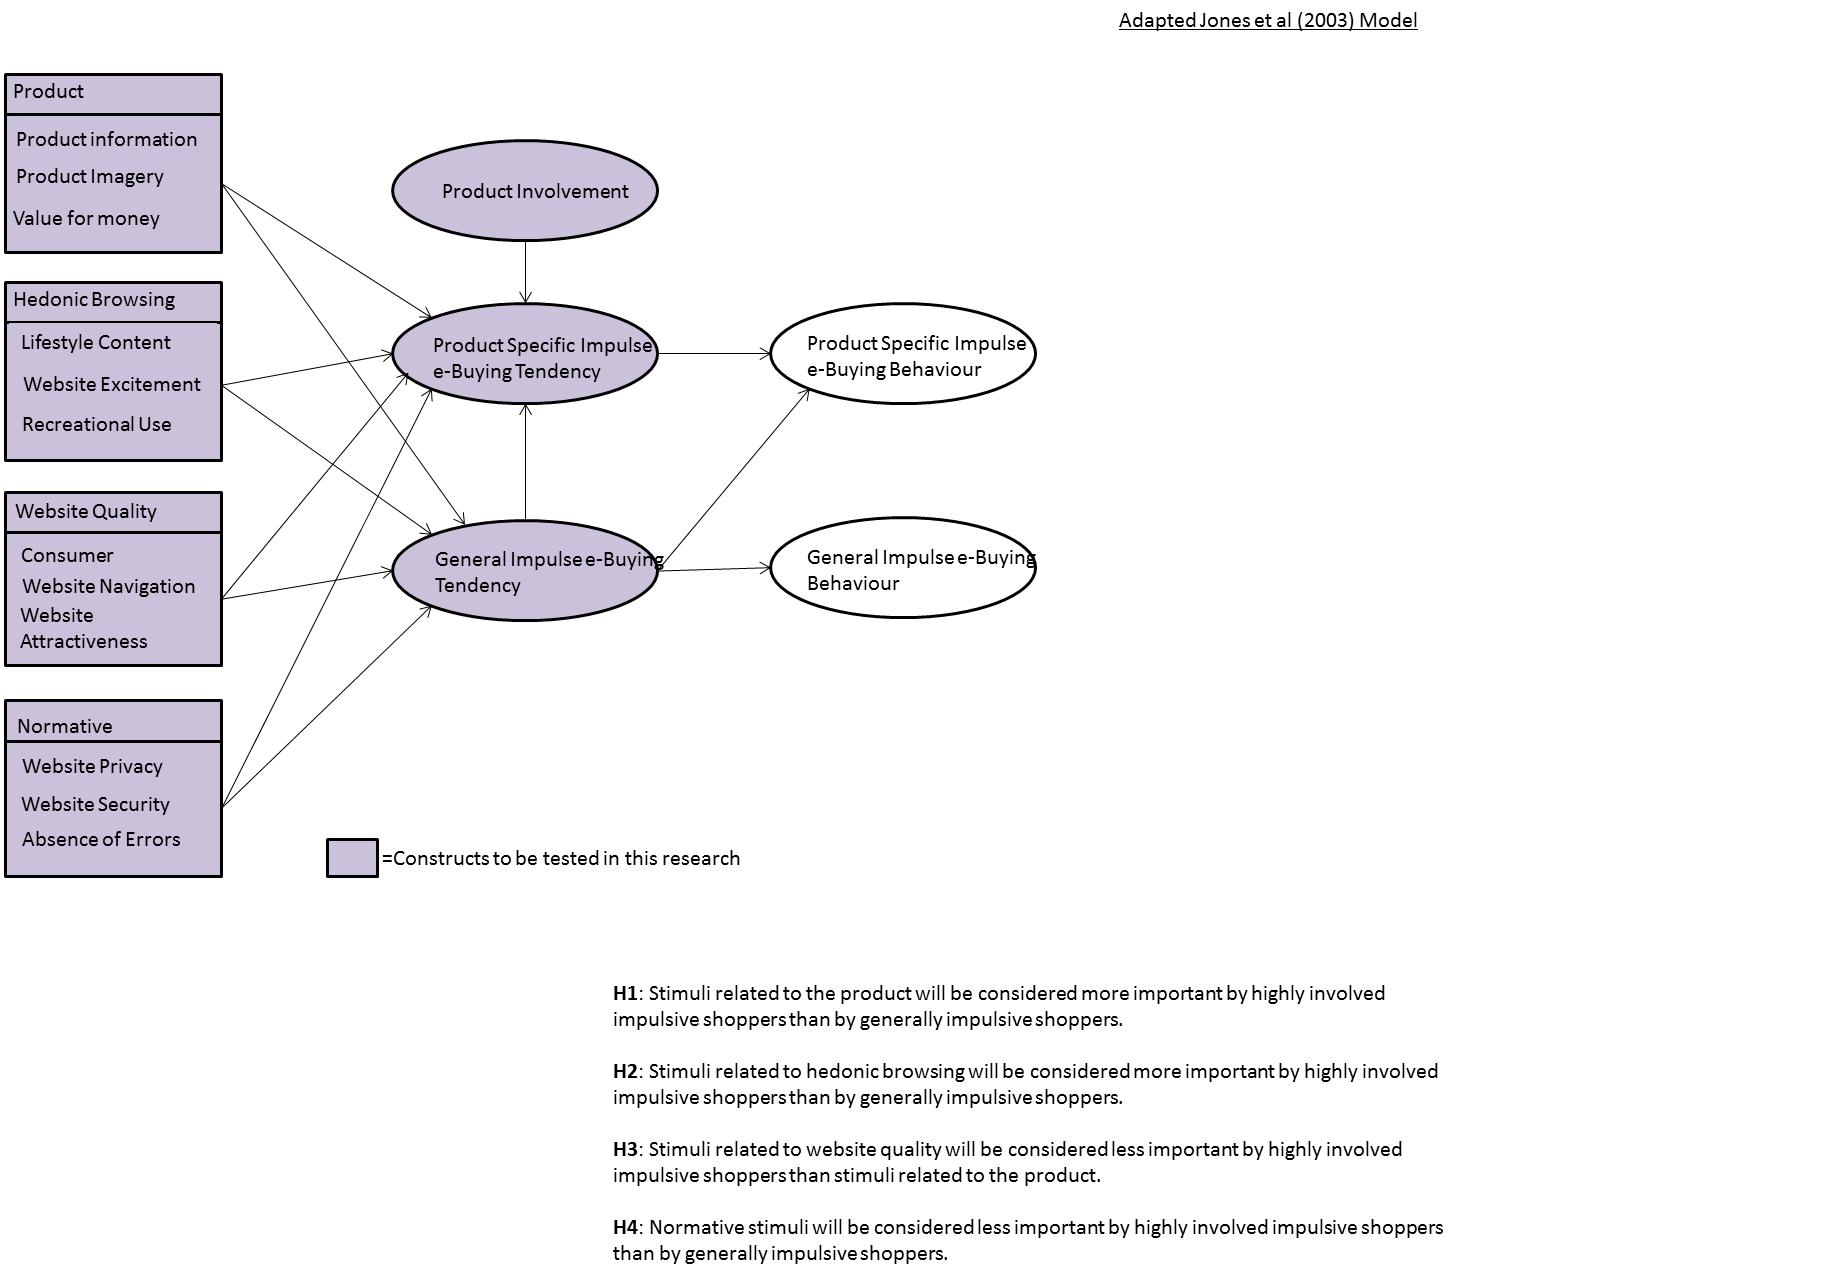 Adapted Jones et al (2003) Model
Product
Product information
Product Imagery
Value for money
Product Involvement
Hedonic Browsing
Lifestyle Content
Website Excitement
Recreational Use
Product Specific Impulse
e-Buying Tendency
Product Specific Impulse
e-Buying Behaviour
Website Quality
Consumer
Website Navigation
Website
Attractiveness
General Impulse e-Buying
Tendency
General Impulse e-Buying
Behaviour
Normative
Website Privacy
Website Security
Absence of Errors
=Constructs to be tested in this research
H1: Stimuli related to the product will be considered more important by highly involved
impulsive shoppers than by generally impulsive shoppers.
H2: Stimuli related to hedonic browsing will be considered more important by highly involved
impulsive shoppers than by generally impulsive shoppers.
H3: Stimuli related to website quality will be considered less important by highly involved
impulsive shoppers than stimuli related to the product.
H4: Normative stimuli will be considered less important by highly involved impulsive shoppers
than by generally impulsive shoppers.